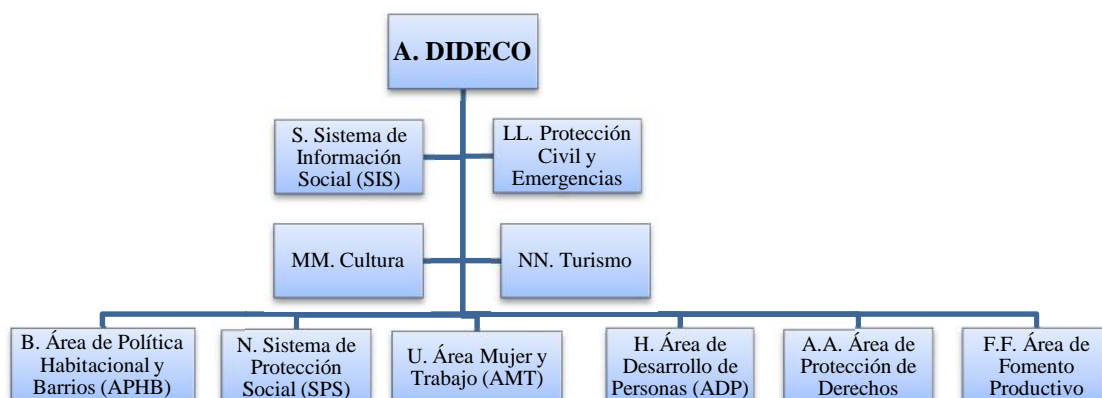 A. DIDECO
S. Sistema de
Información
Social (SIS)
LL. Protección
Civil y
Emergencias
MM. Cultura
NN. Turismo
B. Área de Política
Habitacional y
Barrios (APHB)
N. Sistema de
Protección
Social (SPS)
U. Área Mujer y
Trabajo (AMT)
H. Área de
Desarrollo de
Personas (ADP)
A.A. Área de
Protección de
Derechos
F.F. Área de
Fomento
Productivo